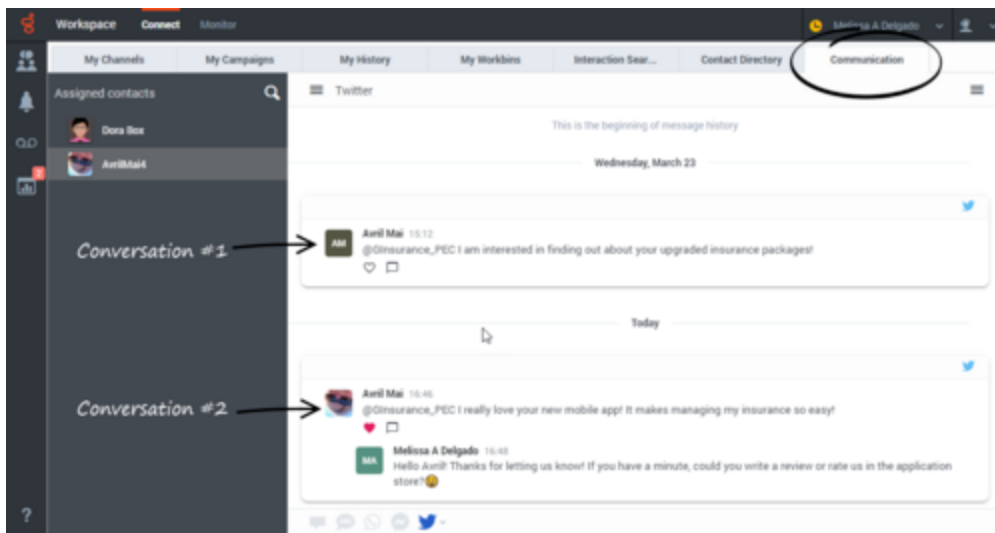 Workspace Connect Monitor Melissa A Delgado
My Channels My Campaigns My History My Workbins Interaction Sear... Contact Directory Communication
Assigned contacts Twitter
This is the beginning of message history
Dora Box
AvrilMai4
Wednesday, March 23
2
Conversation #1
AM Avril Mai 15:12
@GInsurance_PEC I am interested in finding out about your upgraded insurance packages!
Today
Conversation #2
Avril Mai 16:46
@GInsurance_PEC I really love your new mobile app! It makes managing my insurance so easy!
MA Melissa A Delgado 16:48
Hello Avril! Thanks for letting us know! If you have a minute, could you write a review or rate us in the application
store?😩
?